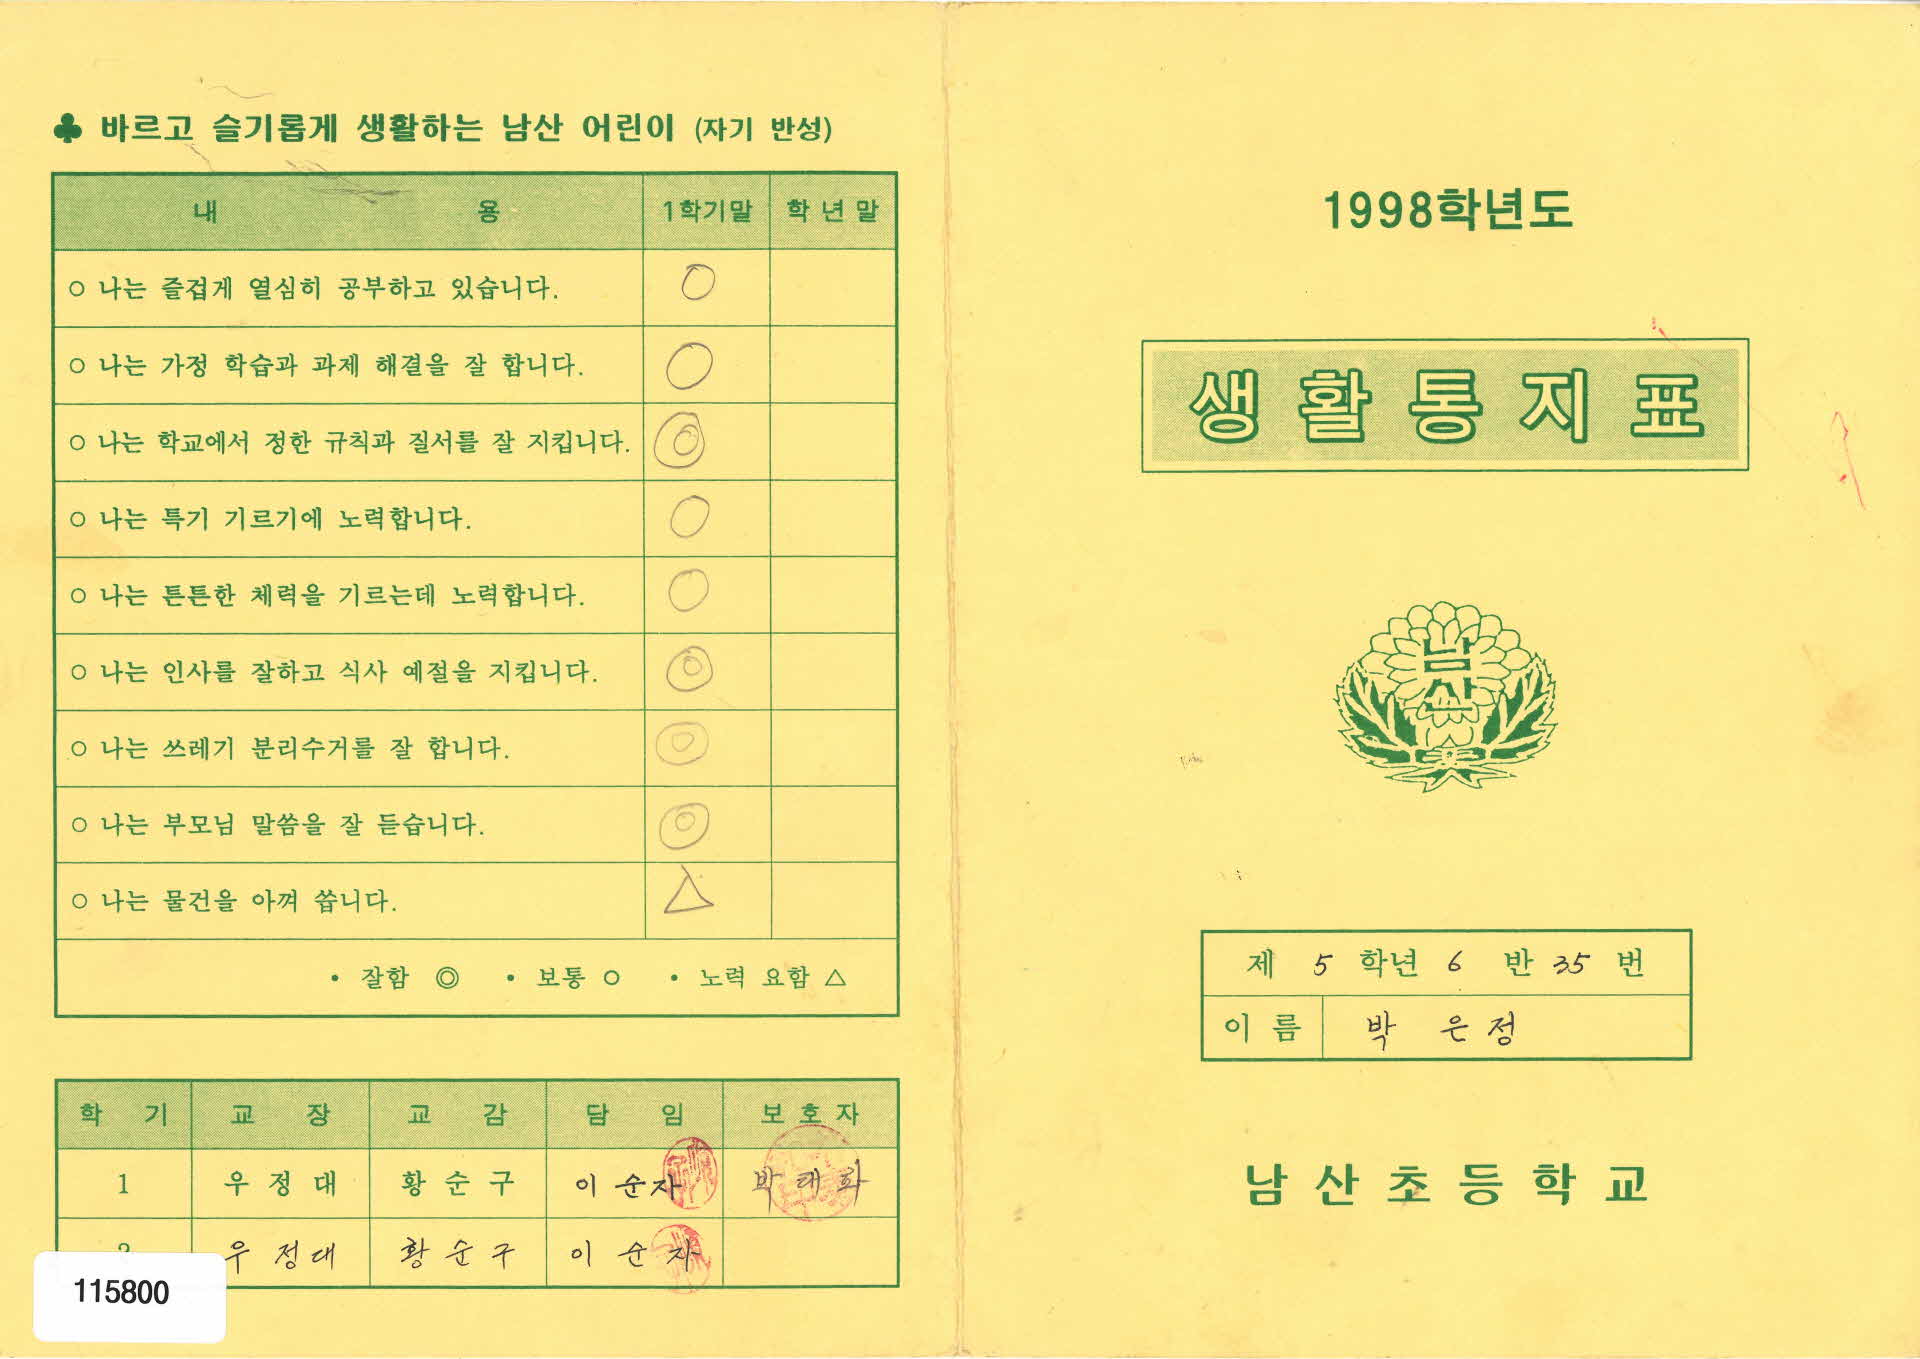 ♣ 바르고 슬기롭게 생활하는 남산 어린이 (자기 반성)
내 용 1학기말 학년말
○ 나는 즐겁게 열심히 공부하고 있습니다. ○
○ 나는 가정 학습과 과제 해결을 잘 합니다. ○
○ 나는 학교에서 정한 규칙과 질서를 잘 지킵니다. ◎
○ 나는 특기 기르기에 노력합니다. ○
○ 나는 튼튼한 체력을 기르는데 노력합니다. ○
○ 나는 인사를 잘하고 식사 예절을 지킵니다. ◎
○ 나는 쓰레기 분리수거를 잘 합니다. ◎
○ 나는 부모님 말씀을 잘 듣습니다. ◎
○ 나는 물건을 아껴 씁니다. △
• 잘함 ◎ • 보통 ○ • 노력 요함 △
학 기 교 장 교 감 담 임 보호자
1 우정대 황순구 이순자 박태화
2 우정대 황순구 이순자
115800
1998학년도
생활통지표
남산
제 5 학년 6 반 35 번
이름 박은정
남산초등학교